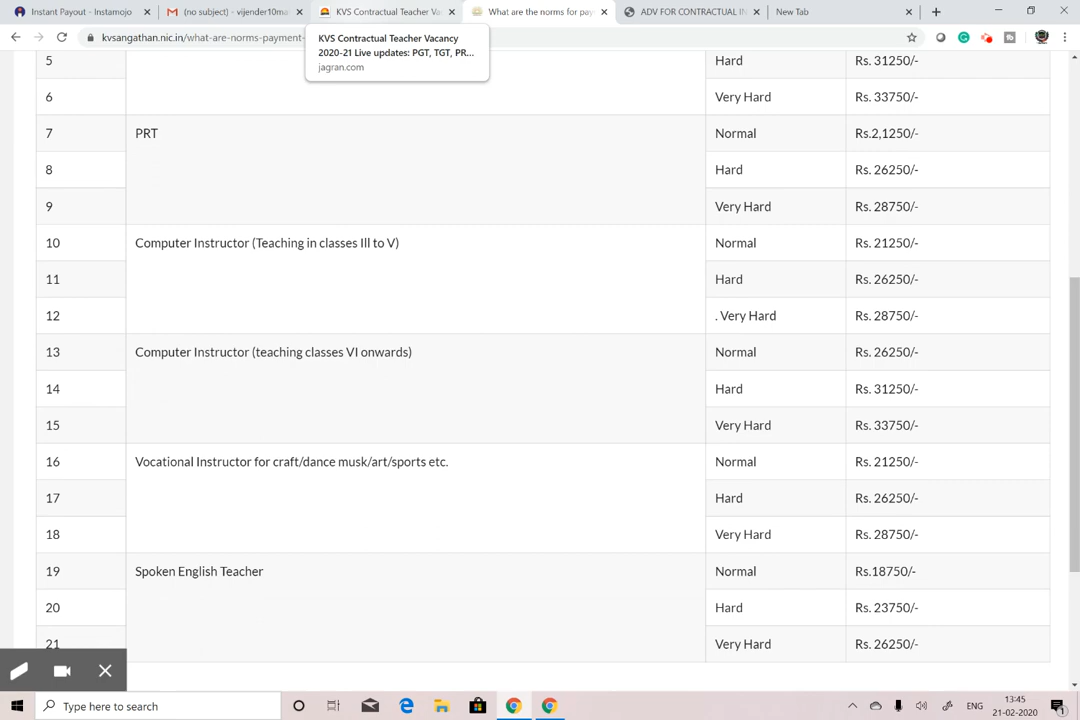 Instant Payout - Instamojo
(no subject) - vijender10ma
KVS Contractual Teacher Va
What are the norms for pay
ADV FOR CONTRACTUAL IN
New Tab
kvsangathan.nic.in/what-are-norms-payment-
KVS Contractual Teacher Vacancy
2020-21 Live updates: PGT, TGT, PR...
jagran.com
5 Hard Rs. 31250/-
6 Very Hard Rs. 33750/-
7 PRT Normal Rs.2,1250/-
8 Hard Rs. 26250/-
9 Very Hard Rs. 28750/-
10 Computer Instructor (Teaching in classes Ill to V) Normal Rs. 21250/-
11 Hard Rs. 26250/-
12 . Very Hard Rs. 28750/-
13 Computer Instructor (teaching classes VI onwards) Normal Rs. 26250/-
14 Hard Rs. 31250/-
15 Very Hard Rs. 33750/-
16 Vocational Instructor for craft/dance musk/art/sports etc. Normal Rs. 21250/-
17 Hard Rs. 26250/-
18 Very Hard Rs. 28750/-
19 Spoken English Teacher Normal Rs.18750/-
20 Hard Rs. 23750/-
21 Very Hard Rs. 26250/-
Type here to search
ENG
13:45
21-02-2020
1